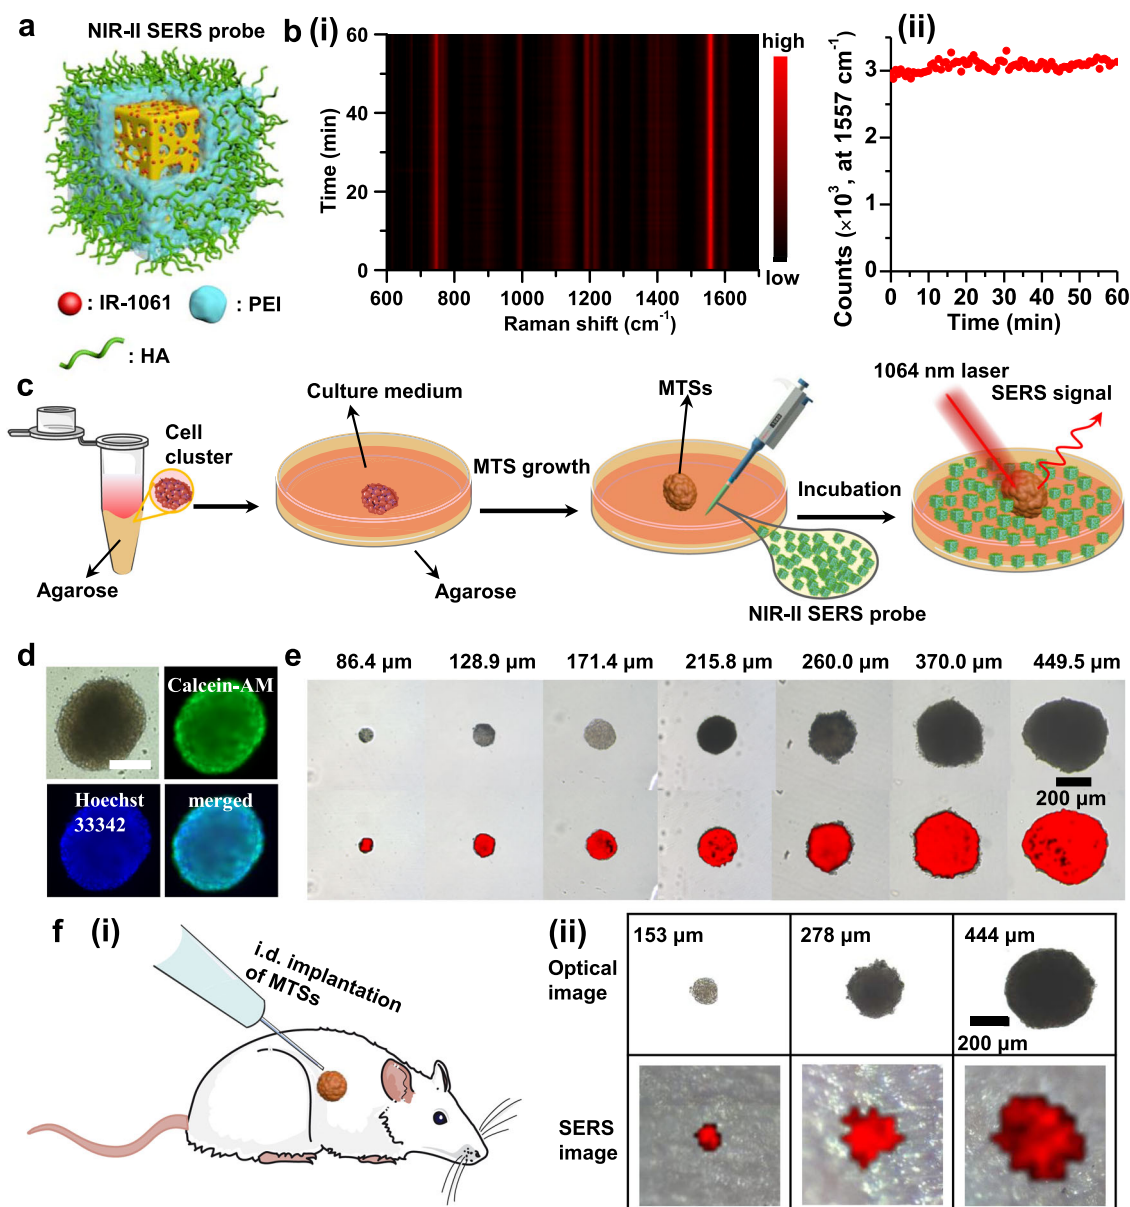 a
NIR-II SERS probe
: IR-1061
: PEI
: HA
b (i)
60
40
20
0
Time (min)
600
800
1000
1200
1400
1600
Raman shift (cm⁻¹)
high
low
(ii)
4
3
2
1
0
Counts (×10³, at 1557 cm⁻¹)
0
10
20
30
40
50
60
Time (min)
c
Cell
cluster
Agarose
Culture medium
Agarose
MTS growth
MTSs
NIR-II SERS probe
Incubation
1064 nm laser
SERS signal
d
Calcein-AM
Hoechst
33342
merged
e
86.4 µm
128.9 µm
171.4 µm
215.8 µm
260.0 µm
370.0 µm
449.5 µm
200 µm
f (i)
i.d. implantation
of MTSs
(ii)
Optical
image
153 µm
278 µm
444 µm
200 µm
SERS
image